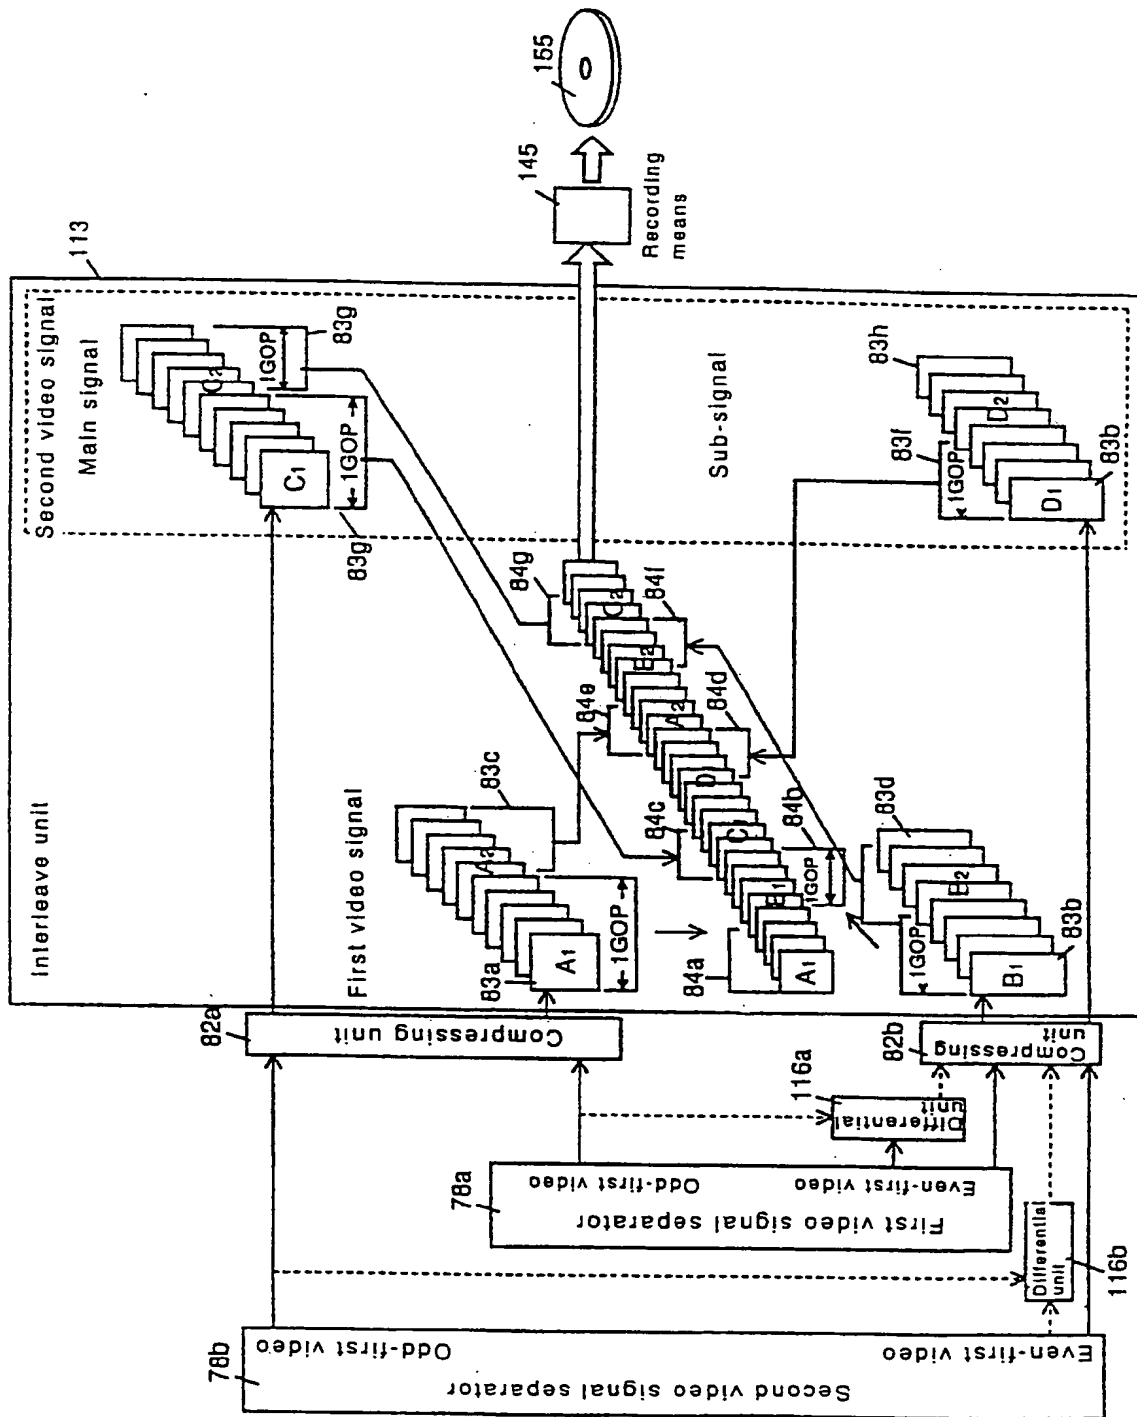 113
155
145
Recording
means
Interleave unit
Second video signal
Main signal
C1
C2
1GOP
1GOP
83g
83g
First video signal
83a
83c
A1
A2
1GOP
84a
84b
84c
84d
84e
84f
84g
A1
B1
C
D
A2
B2
C2
1GOP
Sub-signal
83h
83f
83b
D1
D2
1GOP
83d
83b
B1
B2
1GOP
82a
Compressing unit
82b
Compressing
unit
116a
Differential
unit
116b
Differential
unit
78a
First video signal separator
Odd-first video
Even-first video
78b
Second video signal separator
Odd-first video
Even-first video